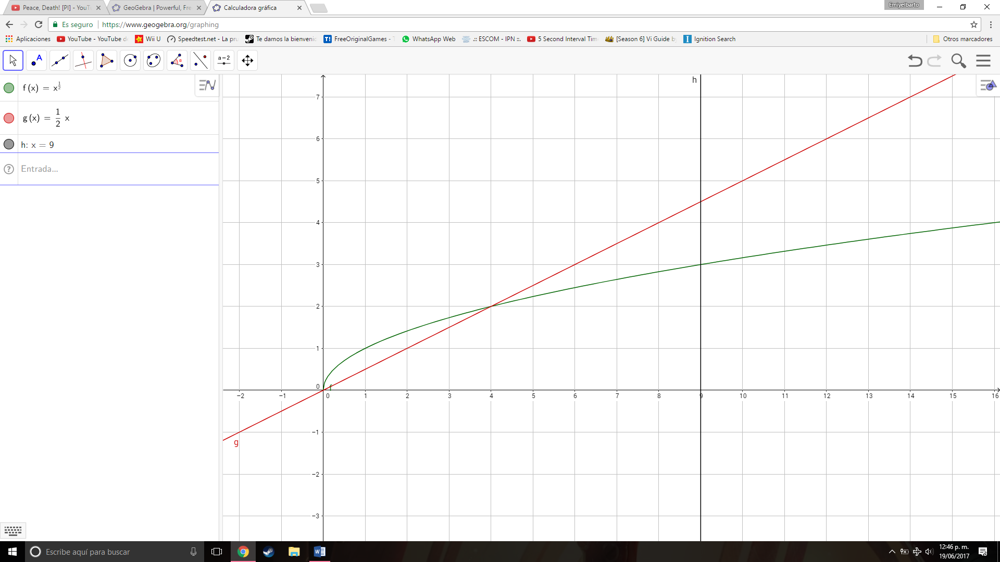 Peace, Death! [PI] - YouTu
GeoGebra | Powerful, Fre
Calculadora gráfica
Emiyelbarto
Es seguro
https://www.geogebra.org/graphing
Aplicaciones
YouTube - YouTube de
Wii U
Speedtest.net - La pru
Te damos la bienvenid
T! FreeOriginalGames - T
WhatsApp Web
.:: ESCOM - IPN ::.
5 Second Interval Tim
[Season 6] Vi Guide by
I Ignition Search
Otros marcadores
A
α
a = 2
f (x) = x^{1/2}
g (x) = 1/2 x
h: x = 9
? Entrada...
h
7
6
5
4
3
2
1
0
f
−2 −1 0 1 2 3 4 5 6 7 8 9 10 11 12 13 14 15 16
−1
g
−2
−3
Escribe aquí para buscar
12:46 p. m.
19/06/2017